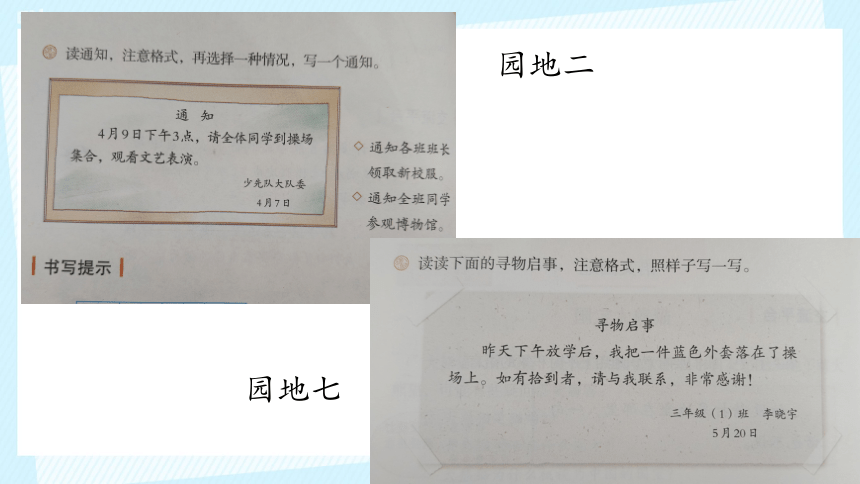 读通知，注意格式，再选择一种情况，写一个通知。
园地二
通 知
4月9日下午3点，请全体同学到操场
集合，观看文艺表演。
少先队大队委
4月7日
◇ 通知各班班长
领取新校服。
◇ 通知全班同学
参观博物馆。
书写提示
读读下面的寻物启事，注意格式，照样子写一写。
寻物启事
昨天下午放学后，我把一件蓝色外套落在了操
场上。如有拾到者，请与我联系，非常感谢！
三年级（1）班 李晓宇
5月20日
园地七